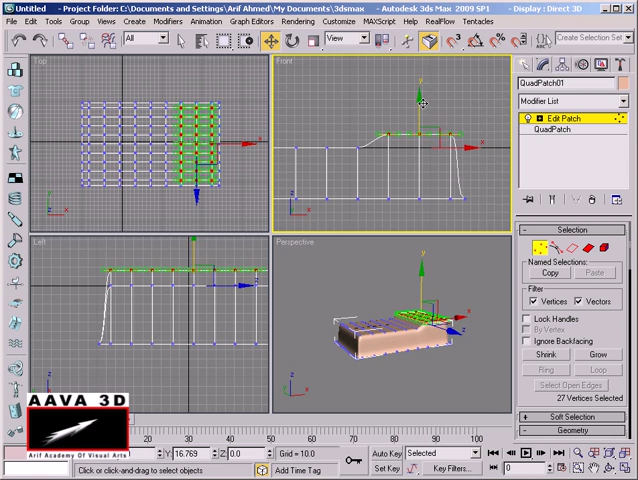 Untitled - Project Folder: C:\Documents and Settings\Arif Ahmed\My Documents\3dsmax - Autodesk 3ds Max 2009 SP1 - Display : Direct 3D
File Edit Tools Group Views Create Modifiers Animation Graph Editors Rendering Customize MAXScript Help RealFlow Tentacles
All View Create Selection Set
Top
Front
Left
Perspective
QuadPatch01
Modifier List
Edit Patch
QuadPatch
Selection
Named Selections:
Copy Paste
Filter
Vertices Vectors
Lock Handles
By Vertex
Ignore Backfacing
Shrink Grow
Ring Loop
Select Open Edges
27 Vertices Selected
Soft Selection
Geometry
AAVA 3D
Arif Academy Of Visual Arts
20 30 40 50 60 70 80 90 100
Y: 16.769 Z: 0.0 Grid = 10.0
Auto Key Selected
Click or click-and-drag to select objects
Add Time Tag
Set Key Key Filters...
0